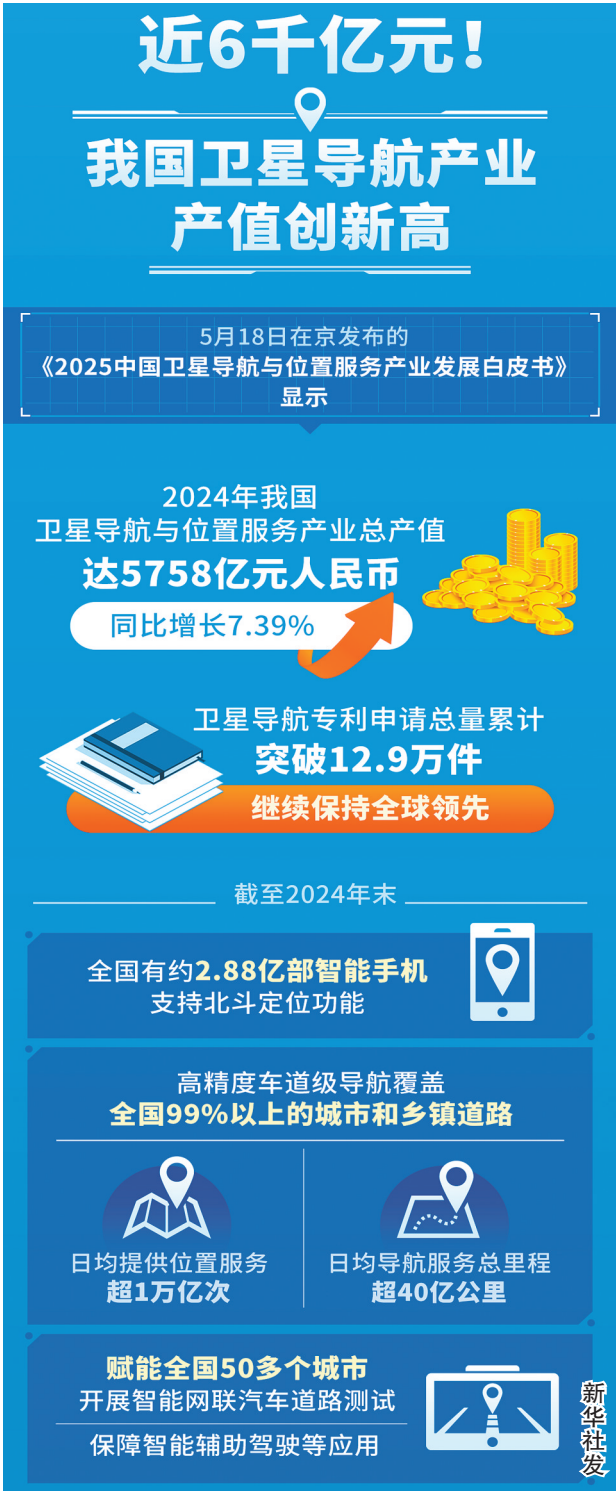 近6千亿元！
我国卫星导航产业
产值创新高
5月18日在京发布的
《2025中国卫星导航与位置服务产业发展白皮书》
显示
2024年我国
卫星导航与位置服务产业总产值
达5758亿元人民币
同比增长7.39%
卫星导航专利申请总量累计
突破12.9万件
继续保持全球领先
截至2024年末
全国有约2.88亿部智能手机
支持北斗定位功能
高精度车道级导航覆盖
全国99%以上的城市和乡镇道路
日均提供位置服务
超1万亿次
日均导航服务总里程
超40亿公里
赋能全国50多个城市
开展智能网联汽车道路测试
保障智能辅助驾驶等应用
新华社发